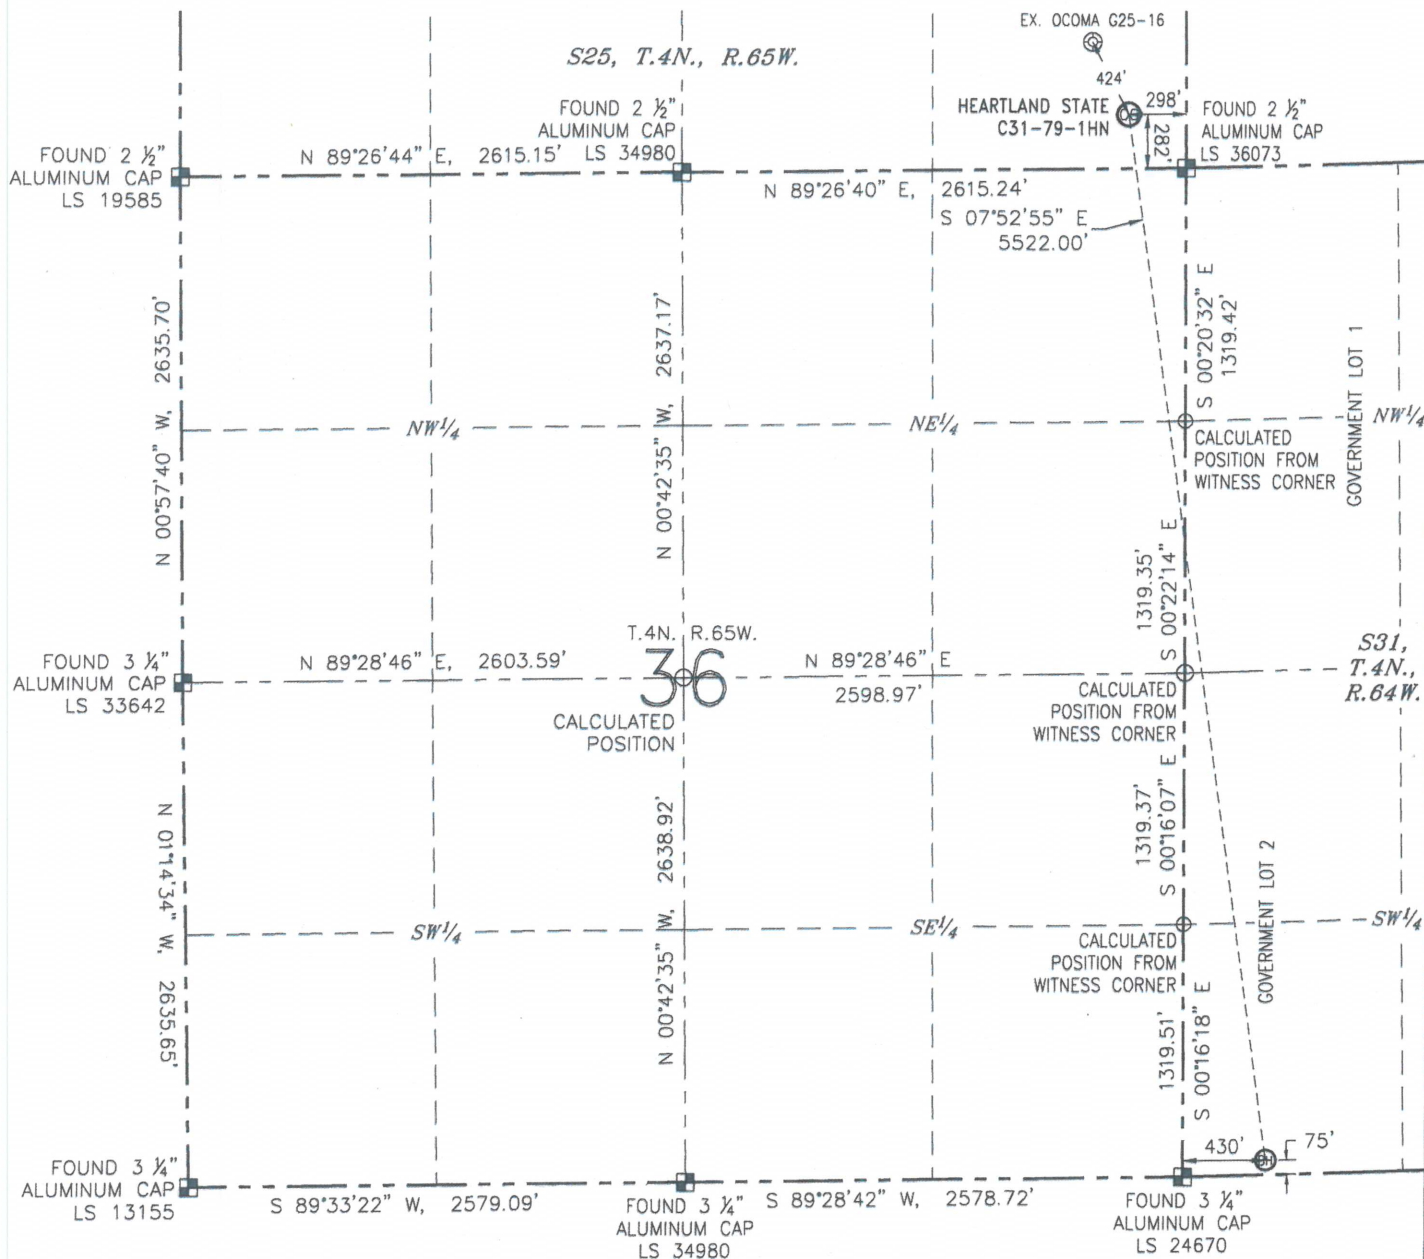 EX. OCOMA G25-16
S25, T.4N., R.65W.
424'
HEARTLAND STATE
C31-79-1HN
298'
282'
FOUND 2 ½"
ALUMINUM CAP
LS 36073
FOUND 2 ½"
ALUMINUM CAP
LS 34980
FOUND 2 ½"
ALUMINUM CAP
LS 19585
N 89°26'44" E, 2615.15'
N 89°26'40" E, 2615.24'
S 07°52'55" E
5522.00'
N 00°57'40" W, 2635.70'
N 00°42'35" W, 2637.17'
S 00°20'32" E
1319.42'
GOVERNMENT LOT 1
NW¼
NE¼
NW¼
CALCULATED
POSITION FROM
WITNESS CORNER
1319.35'
S 00°22'14" E
T.4N. R.65W.
36
FOUND 3 ¼"
ALUMINUM CAP
LS 33642
N 89°28'46" E, 2603.59'
N 89°28'46" E
2598.97'
CALCULATED
POSITION
CALCULATED
POSITION FROM
WITNESS CORNER
S31,
T.4N.,
R.64W.
N 01°14'34" W, 2635.65'
N 00°42'35" W, 2638.92'
1319.37'
S 00°16'07" E
GOVERNMENT LOT 2
SW¼
SE¼
SW¼
CALCULATED
POSITION FROM
WITNESS CORNER
1319.51'
S 00°16'18" E
430'
BH
75'
FOUND 3 ¼"
ALUMINUM CAP
LS 13155
S 89°33'22" W, 2579.09'
FOUND 3 ¼"
ALUMINUM CAP
LS 34980
S 89°28'42" W, 2578.72'
FOUND 3 ¼"
ALUMINUM CAP
LS 24670